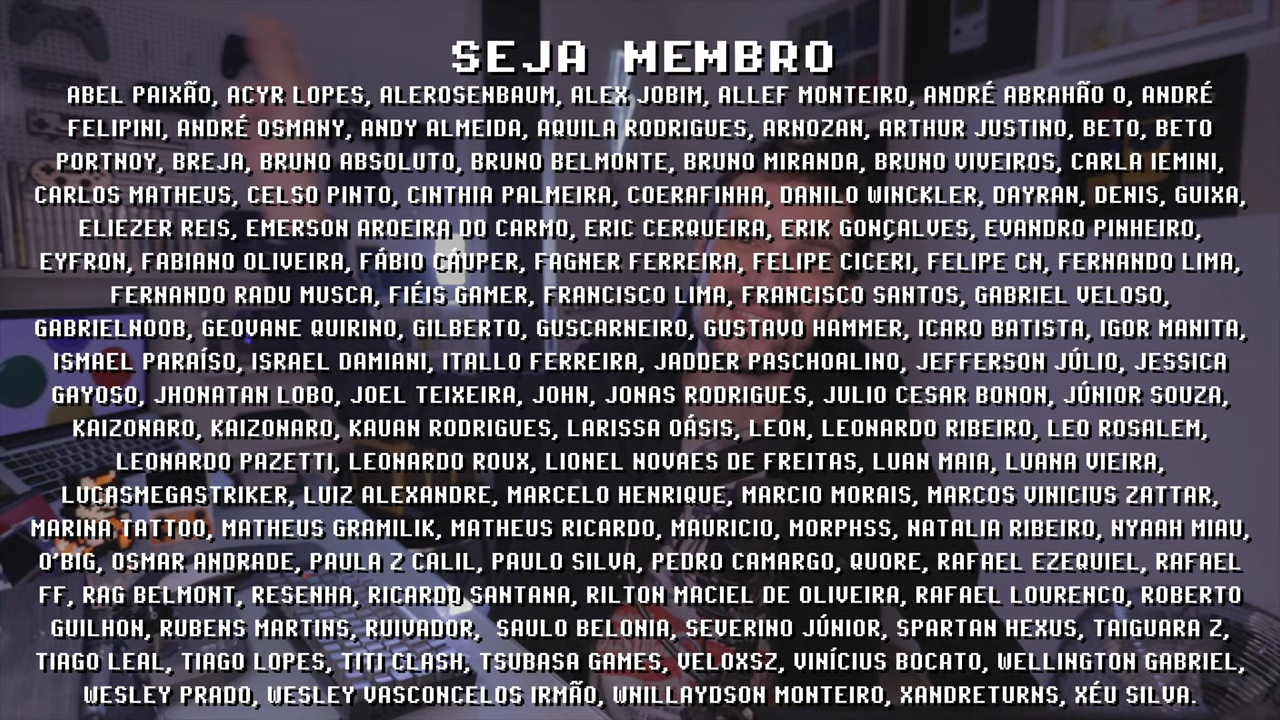 SEJA MEMBRO
ABEL PAIXÃO, ACYR LOPES, ALEROSENBAUM, ALEX JOBIM, ALLEF MONTEIRO, ANDRÉ ABRAHÃO O, ANDRÉ
FELIPINI, ANDRÉ OSMANY, ANDY ALMEIDA, AQUILA RODRIGUES, ARNOZAN, ARTHUR JUSTINO, BETO, BETO
PORTNOY, BREJA, BRUNO ABSOLUTO, BRUNO BELMONTE, BRUNO MIRANDA, BRUNO VIVEIROS, CARLA IEMINI,
CARLOS MATHEUS, CELSO PINTO, CINTHIA PALMEIRA, COERAFINHA, DANILO WINCKLER, DAYRAN, DENIS, GUIXA,
ELIEZER REIS, EMERSON AROEIRA DO CARMO, ERIC CERQUEIRA, ERIK GONÇALVES, EVANDRO PINHEIRO,
EYFRON, FABIANO OLIVEIRA, FÁBIO CÂUPER, FAGNER FERREIRA, FELIPE CICERI, FELIPE CN, FERNANDO LIMA,
FERNANDO RADU MUSCA, FIÉIS GAMER, FRANCISCO LIMA, FRANCISCO SANTOS, GABRIEL VELOSO,
GABRIELNOOB, GEOVANE QUIRINO, GILBERTO, GUSCARNEIRO, GUSTAVO HAMMER, ICARO BATISTA, IGOR MANITA,
ISMAEL PARAÍSO, ISRAEL DAMIANI, ITALLO FERREIRA, JADDER PASCHOALINO, JEFFERSON JÚLIO, JESSICA
GAYOSO, JHONATAN LOBO, JOEL TEIXEIRA, JOHN, JONAS RODRIGUES, JULIO CESAR BONON, JÚNIOR SOUZA,
KAIZONARO, KAIZONARO, KAUAN RODRIGUES, LARISSA OÁSIS, LEON, LEONARDO RIBEIRO, LEO ROSALEM,
LEONARDO PAZETTI, LEONARDO ROUX, LIONEL NOVAES DE FREITAS, LUAN MAIA, LUANA VIEIRA,
LUCASMEGASTRIKER, LUIZ ALEXANDRE, MARCELO HENRIQUE, MARCIO MORAIS, MARCOS VINICIUS ZATTAR,
MARINA TATTOO, MATHEUS GRAMILIK, MATHEUS RICARDO, MAURICIO, MORPHSS, NATALIA RIBEIRO, NYAAH MIAU,
O'BIG, OSMAR ANDRADE, PAULA Z CALIL, PAULO SILVA, PEDRO CAMARGO, QUORE, RAFAEL EZEQUIEL, RAFAEL
FF, RAG BELMONT, RESENHA, RICARDO SANTANA, RILTON MACIEL DE OLIVEIRA, RAFAEL LOURENCO, ROBERTO
GUILHON, RUBENS MARTINS, RUIVADOR, SAULO BELONIA, SEVERINO JÚNIOR, SPARTAN HEXUS, TAIGUARA Z,
TIAGO LEAL, TIAGO LOPES, TITI CLASH, TSUBASA GAMES, VELOXSZ, VINÍCIUS BOCATO, WELLINGTON GABRIEL,
WESLEY PRADO, WESLEY VASCONCELOS IRMÃO, WNILLAYDSON MONTEIRO, XANDRETURNS, XÉU SILVA.